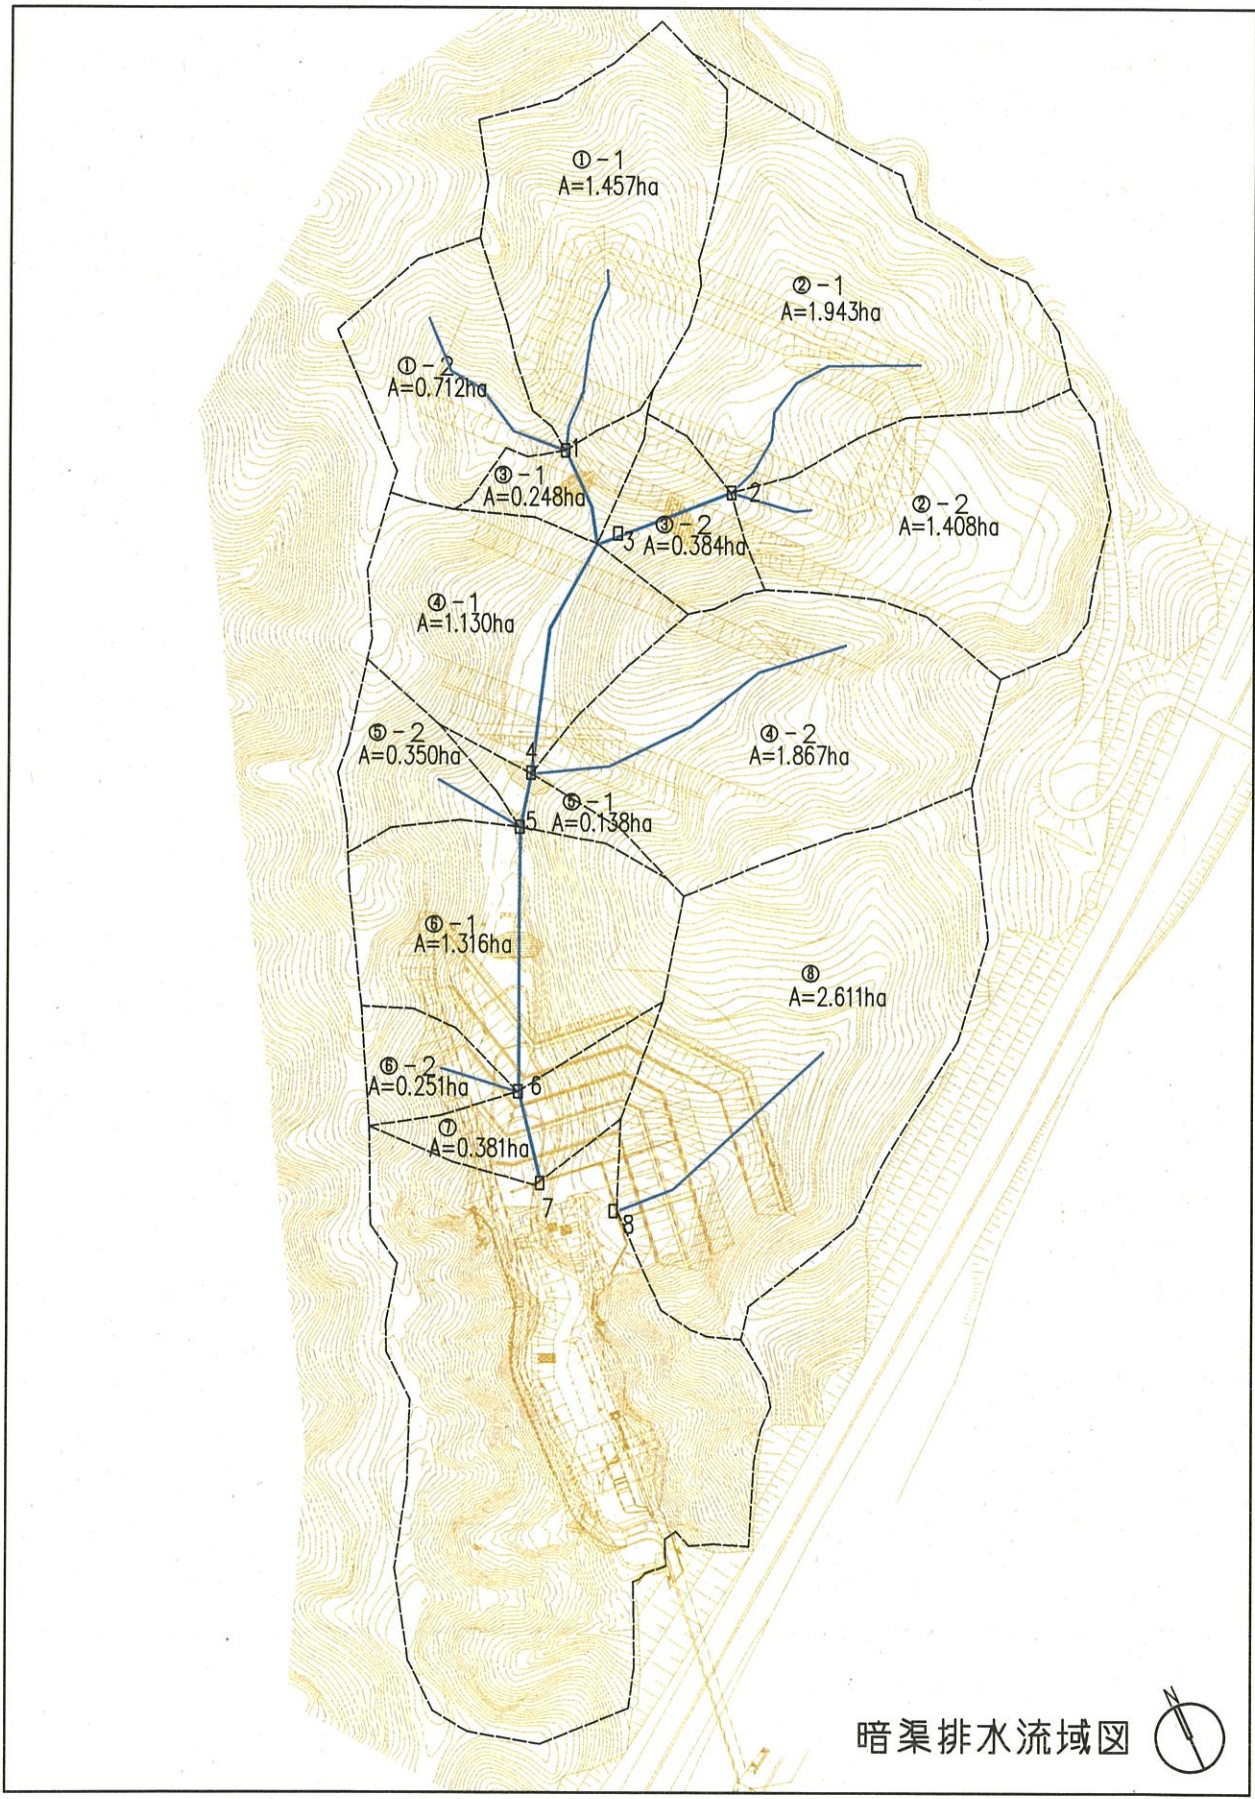 ①-1
A=1.457ha
②-1
A=1.943ha
①-2
A=0.712ha
1
③-1
A=0.248ha
2
②-2
A=1.408ha
3
③-2
A=0.384ha
④-1
A=1.130ha
⑤-2
A=0.350ha
4
④-2
A=1.867ha
5
⑤-1
A=0.138ha
⑥-1
A=1.316ha
⑧
A=2.611ha
⑥-2
A=0.251ha
6
⑦
A=0.381ha
7
8
暗渠排水流域図
N